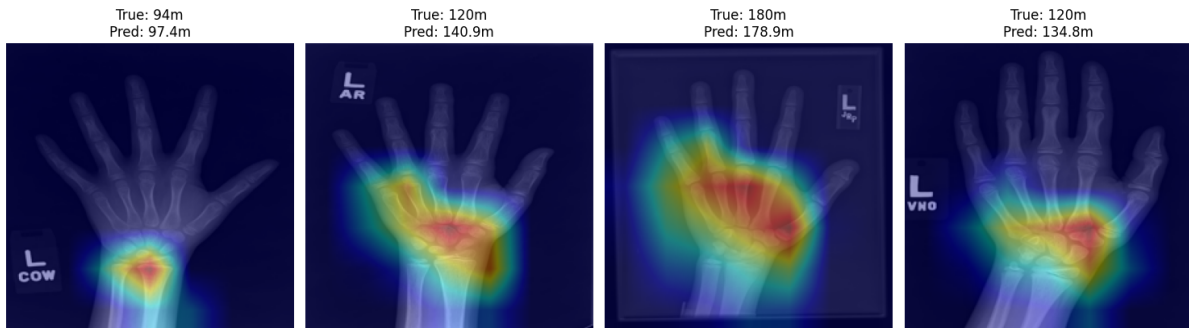 True: 94m
Pred: 97.4m
L
COW
True: 120m
Pred: 140.9m
L
AR
True: 180m
Pred: 178.9m
L
JRP
True: 120m
Pred: 134.8m
L
VNO